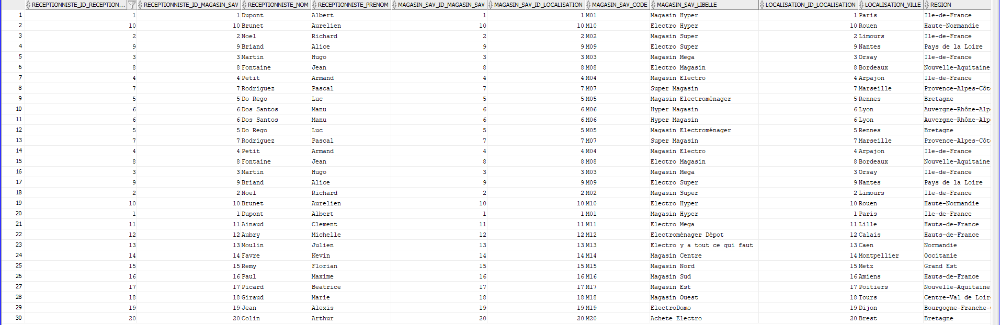 RECEPTIONNISTE_ID_RECEPTION... RECEPTIONNISTE_ID_MAGASIN_SAV RECEPTIONNISTE_NOM RECEPTIONNISTE_PRENOM MAGASIN_SAV_ID_MAGASIN_SAV MAGASIN_SAV_ID_LOCALISATION MAGASIN_SAV_CODE MAGASIN_SAV_LIBELLE LOCALISATION_ID_LOCALISATION LOCALISATION_VILLE REGION
1 1 1 Dupont Albert 1 1 M01 Magasin Hyper 1 Paris Ile-de-France
2 10 10 Brunet Aurelien 10 10 M10 Electro Hyper 10 Rouen Haute-Normandie
3 2 2 Noel Richard 2 2 M02 Magasin Super 2 Limours Ile-de-France
4 9 9 Briand Alice 9 9 M09 Electro Super 9 Nantes Pays de la Loire
5 3 3 Martin Hugo 3 3 M03 Magasin Mega 3 Orsay Ile-de-France
6 8 8 Fontaine Jean 8 8 M08 Electro Magasin 8 Bordeaux Nouvelle-Aquitaine
7 4 4 Petit Armand 4 4 M04 Magasin Electro 4 Arpajon Ile-de-France
8 7 7 Rodriguez Pascal 7 7 M07 Super Magasin 7 Marseille Provence-Alpes-Côt
9 5 5 Do Rego Luc 5 5 M05 Magasin Electroménager 5 Rennes Bretagne
10 6 6 Dos Santos Manu 6 6 M06 Hyper Magasin 6 Lyon Auvergne-Rhône-Alp
11 6 6 Dos Santos Manu 6 6 M06 Hyper Magasin 6 Lyon Auvergne-Rhône-Alp
12 5 5 Do Rego Luc 5 5 M05 Magasin Electroménager 5 Rennes Bretagne
13 7 7 Rodriguez Pascal 7 7 M07 Super Magasin 7 Marseille Provence-Alpes-Côt
14 4 4 Petit Armand 4 4 M04 Magasin Electro 4 Arpajon Ile-de-France
15 8 8 Fontaine Jean 8 8 M08 Electro Magasin 8 Bordeaux Nouvelle-Aquitaine
16 3 3 Martin Hugo 3 3 M03 Magasin Mega 3 Orsay Ile-de-France
17 9 9 Briand Alice 9 9 M09 Electro Super 9 Nantes Pays de la Loire
18 2 2 Noel Richard 2 2 M02 Magasin Super 2 Limours Ile-de-France
19 10 10 Brunet Aurelien 10 10 M10 Electro Hyper 10 Rouen Haute-Normandie
20 1 1 Dupont Albert 1 1 M01 Magasin Hyper 1 Paris Ile-de-France
21 11 11 Ainaud Clement 11 11 M11 Electro Mega 11 Lille Hauts-de-France
22 12 12 Aubry Michelle 12 12 M12 Electroménager Dépot 12 Calais Hauts-de-France
23 13 13 Moulin Julien 13 13 M13 Electro y a tout ce qui faut 13 Caen Normandie
24 14 14 Favre Kevin 14 14 M14 Magasin Centre 14 Montpellier Occitanie
25 15 15 Remy Florian 15 15 M15 Magasin Nord 15 Metz Grand Est
26 16 16 Paul Maxime 16 16 M16 Magasin Sud 16 Amiens Hauts-de-France
27 17 17 Picard Beatrice 17 17 M17 Magasin Est 17 Poitiers Nouvelle-Aquitaine
28 18 18 Giraud Marie 18 18 M18 Magasin Ouest 18 Tours Centre-Val de Loir
29 19 19 Jean Alexis 19 19 M19 ElectroDomo 19 Dijon Bourgogne-Franche-
30 20 20 Colin Arthur 20 20 M20 Achete Electro 20 Brest Bretagne